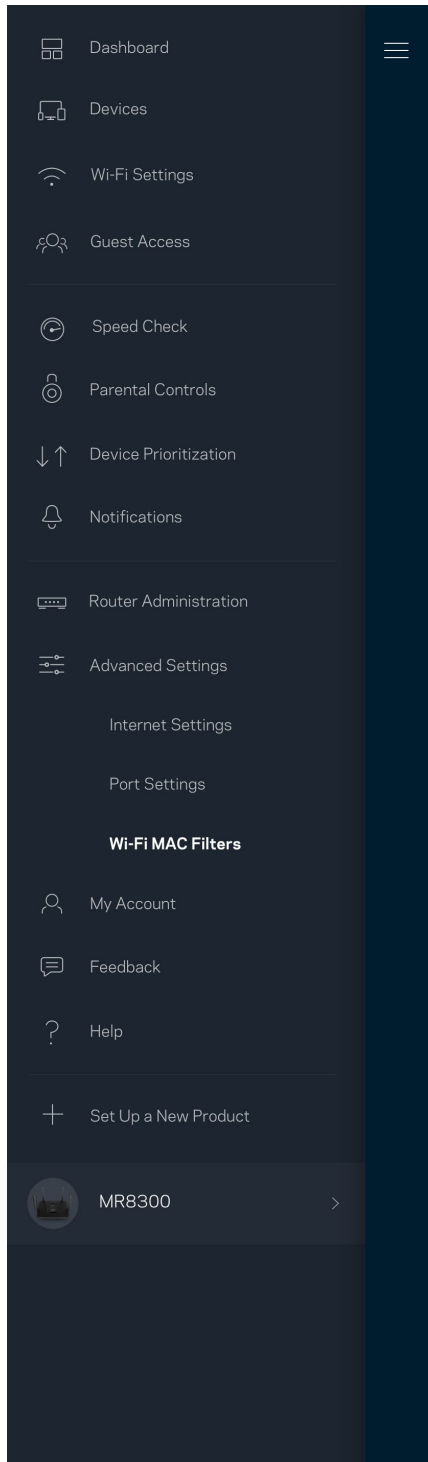 Dashboard
Devices
Wi-Fi Settings
Guest Access
Speed Check
Parental Controls
Device Prioritization
Notifications
Router Administration
Advanced Settings
Internet Settings
Port Settings
Wi-Fi MAC Filters
My Account
Feedback
Help
Set Up a New Product
MR8300